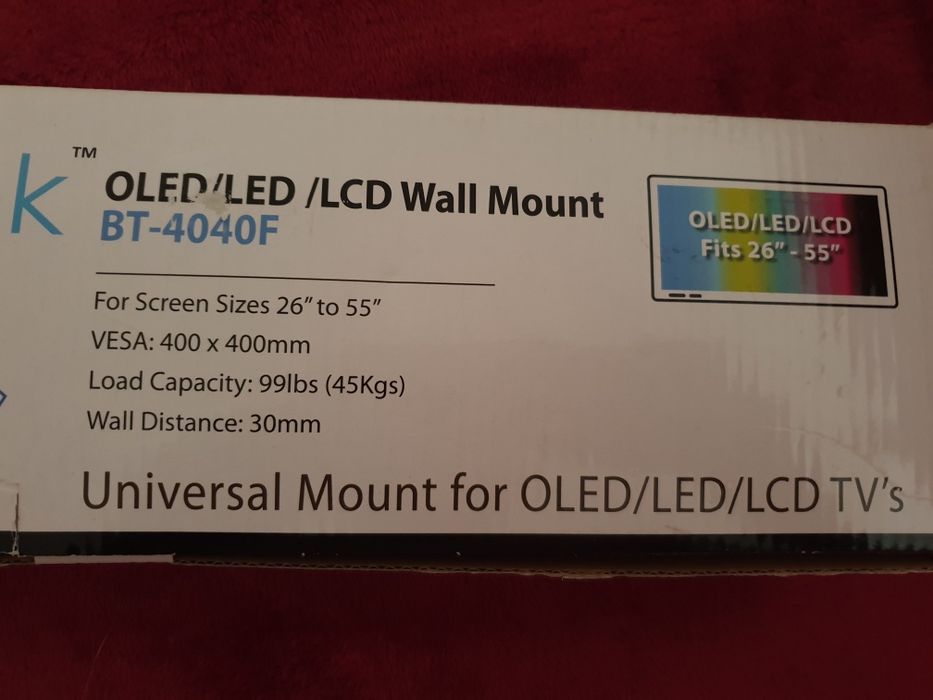 k™
OLED/LED /LCD Wall Mount
BT-4040F
For Screen Sizes 26” to 55”
VESA: 400 x 400mm
Load Capacity: 99lbs (45Kgs)
Wall Distance: 30mm
OLED/LED/LCD
Fits 26” - 55”
Universal Mount for OLED/LED/LCD TV’s